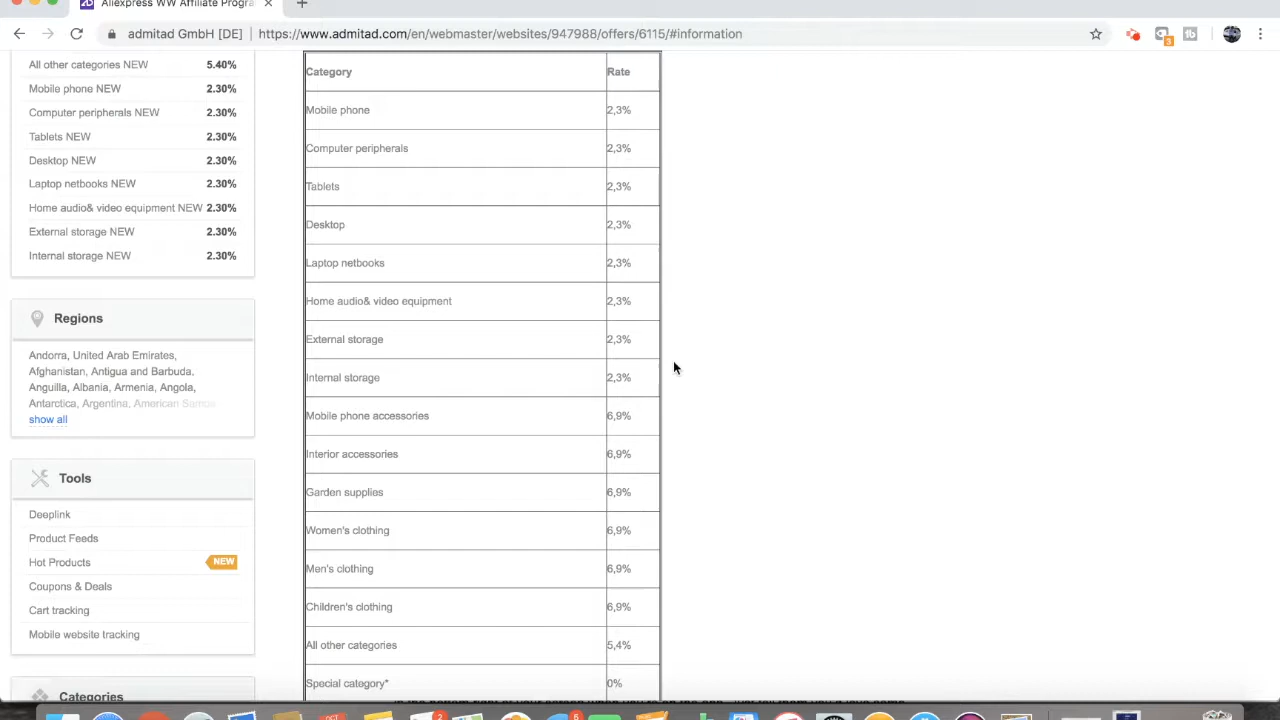 Aliexpress WW Affiliate Progra
admitad GmbH [DE]
https://www.admitad.com/en/webmaster/websites/947988/offers/6115/#information
3
All other categories NEW 5.40%
Mobile phone NEW 2.30%
Computer peripherals NEW 2.30%
Tablets NEW 2.30%
Desktop NEW 2.30%
Laptop netbooks NEW 2.30%
Home audio& video equipment NEW 2.30%
External storage NEW 2.30%
Internal storage NEW 2.30%
Regions
Andorra, United Arab Emirates,
Afghanistan, Antigua and Barbuda,
Anguilla, Albania, Armenia, Angola,
Antarctica, Argentina, American Samoa
show all
Tools
Deeplink
Product Feeds
Hot Products NEW
Coupons & Deals
Cart tracking
Mobile website tracking
Categories
Category Rate
Mobile phone 2,3%
Computer peripherals 2,3%
Tablets 2,3%
Desktop 2,3%
Laptop netbooks 2,3%
Home audio& video equipment 2,3%
External storage 2,3%
Internal storage 2,3%
Mobile phone accessories 6,9%
Interior accessories 6,9%
Garden supplies 6,9%
Women's clothing 6,9%
Men's clothing 6,9%
Children's clothing 6,9%
All other categories 5,4%
Special category* 0%
OCT
2
5